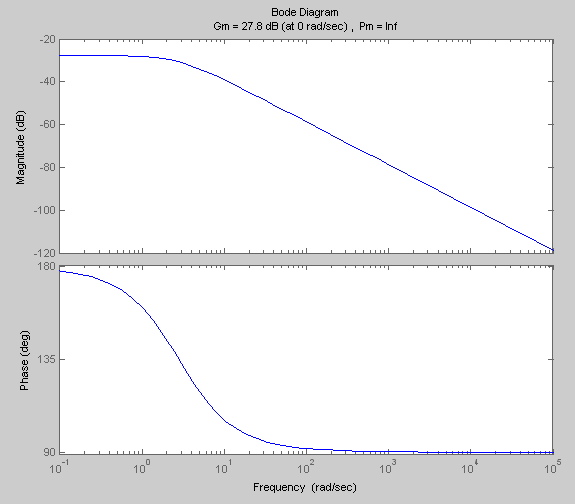 Bode Diagram
Gm = 27.8 dB (at 0 rad/sec) , Pm = Inf
Magnitude (dB)
-20
-40
-60
-80
-100
-120
Phase (deg)
180
135
90
10^-1 10^0 10^1 10^2 10^3 10^4 10^5
Frequency (rad/sec)